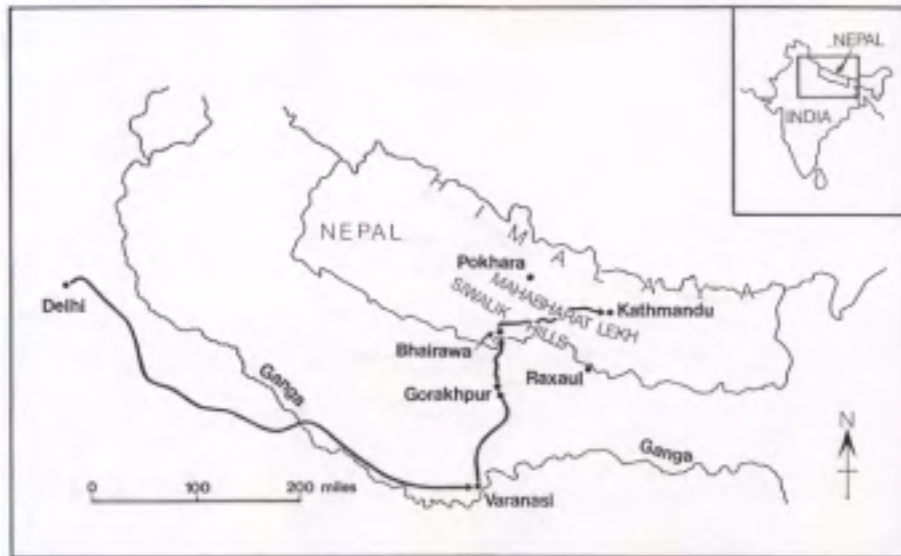 NEPAL
INDIA
HIMALAYA
NEPAL
Pokhara
MAHABHARAT LEKH
SIWALIK HILLS
Kathmandu
Delhi
Bhairawa
Raxaul
Ganga
Gorakhpur
N
Ganga
0 100 200 miles
Varanasi